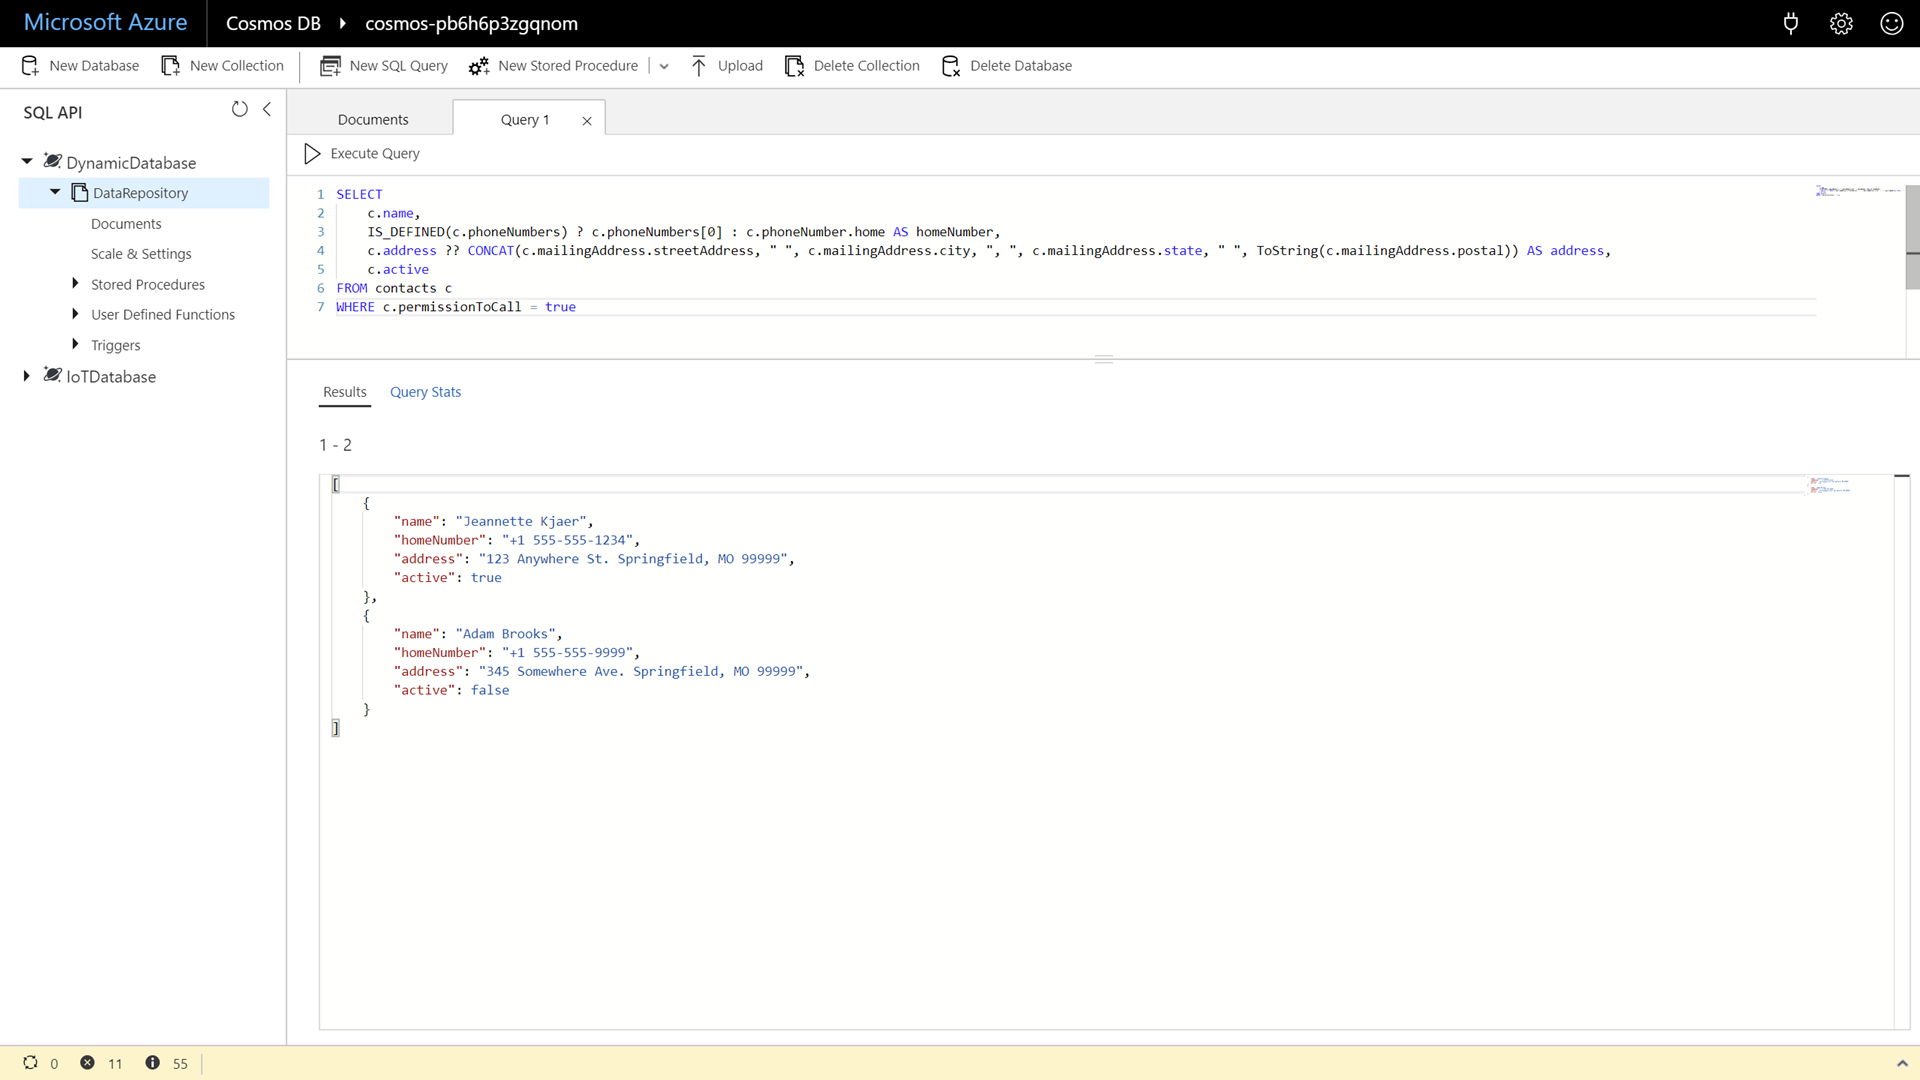 Microsoft Azure
Cosmos DB
cosmos-pb6h6p3zgqnom
New Database
New Collection
New SQL Query
New Stored Procedure
Upload
Delete Collection
Delete Database
SQL API
DynamicDatabase
DataRepository
Documents
Scale & Settings
Stored Procedures
User Defined Functions
Triggers
IoTDatabase
Documents
Query 1
Execute Query
1 SELECT
2 c.name,
3 IS_DEFINED(c.phoneNumbers) ? c.phoneNumbers[0] : c.phoneNumber.home AS homeNumber,
4 c.address ?? CONCAT(c.mailingAddress.streetAddress, " ", c.mailingAddress.city, ", ", c.mailingAddress.state, " ", ToString(c.mailingAddress.postal)) AS address,
5 c.active
6 FROM contacts c
7 WHERE c.permissionToCall = true
Results
Query Stats
1 - 2
[
{
"name": "Jeannette Kjaer",
"homeNumber": "+1 555-555-1234",
"address": "123 Anywhere St. Springfield, MO 99999",
"active": true
},
{
"name": "Adam Brooks",
"homeNumber": "+1 555-555-9999",
"address": "345 Somewhere Ave. Springfield, MO 99999",
"active": false
}
]
0
11
55